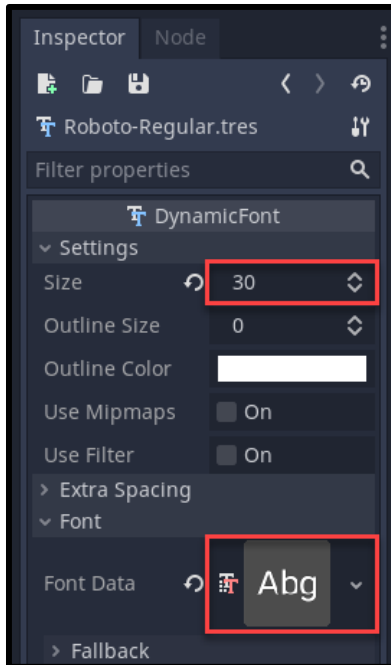 Inspector Node
Roboto-Regular.tres
Filter properties
DynamicFont
Settings
Size 30
Outline Size 0
Outline Color
Use Mipmaps On
Use Filter On
Extra Spacing
Font
Font Data Abg
Fallback